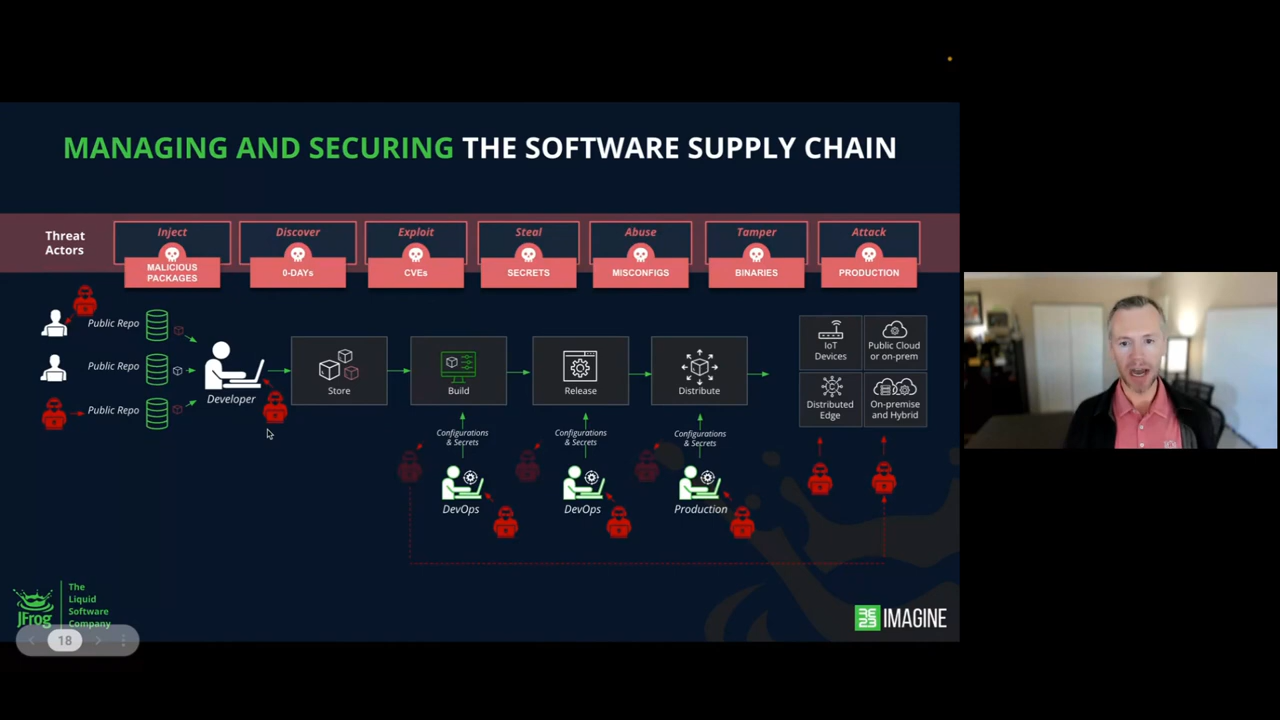 MANAGING AND SECURING THE SOFTWARE SUPPLY CHAIN
Threat
Actors
Inject
MALICIOUS
PACKAGES
Discover
0-DAYs
Exploit
CVEs
Steal
SECRETS
Abuse
MISCONFIGS
Tamper
BINARIES
Attack
PRODUCTION
Public Repo
Public Repo
Public Repo
Developer
Store
Build
Release
Distribute
IoT
Devices
Public Cloud
or on-prem
Distributed
Edge
On-premise
and Hybrid
Configurations
& Secrets
Configurations
& Secrets
Configurations
& Secrets
DevOps
DevOps
Production
JFrog
The
Liquid
Software
Company
18
IMAGINE